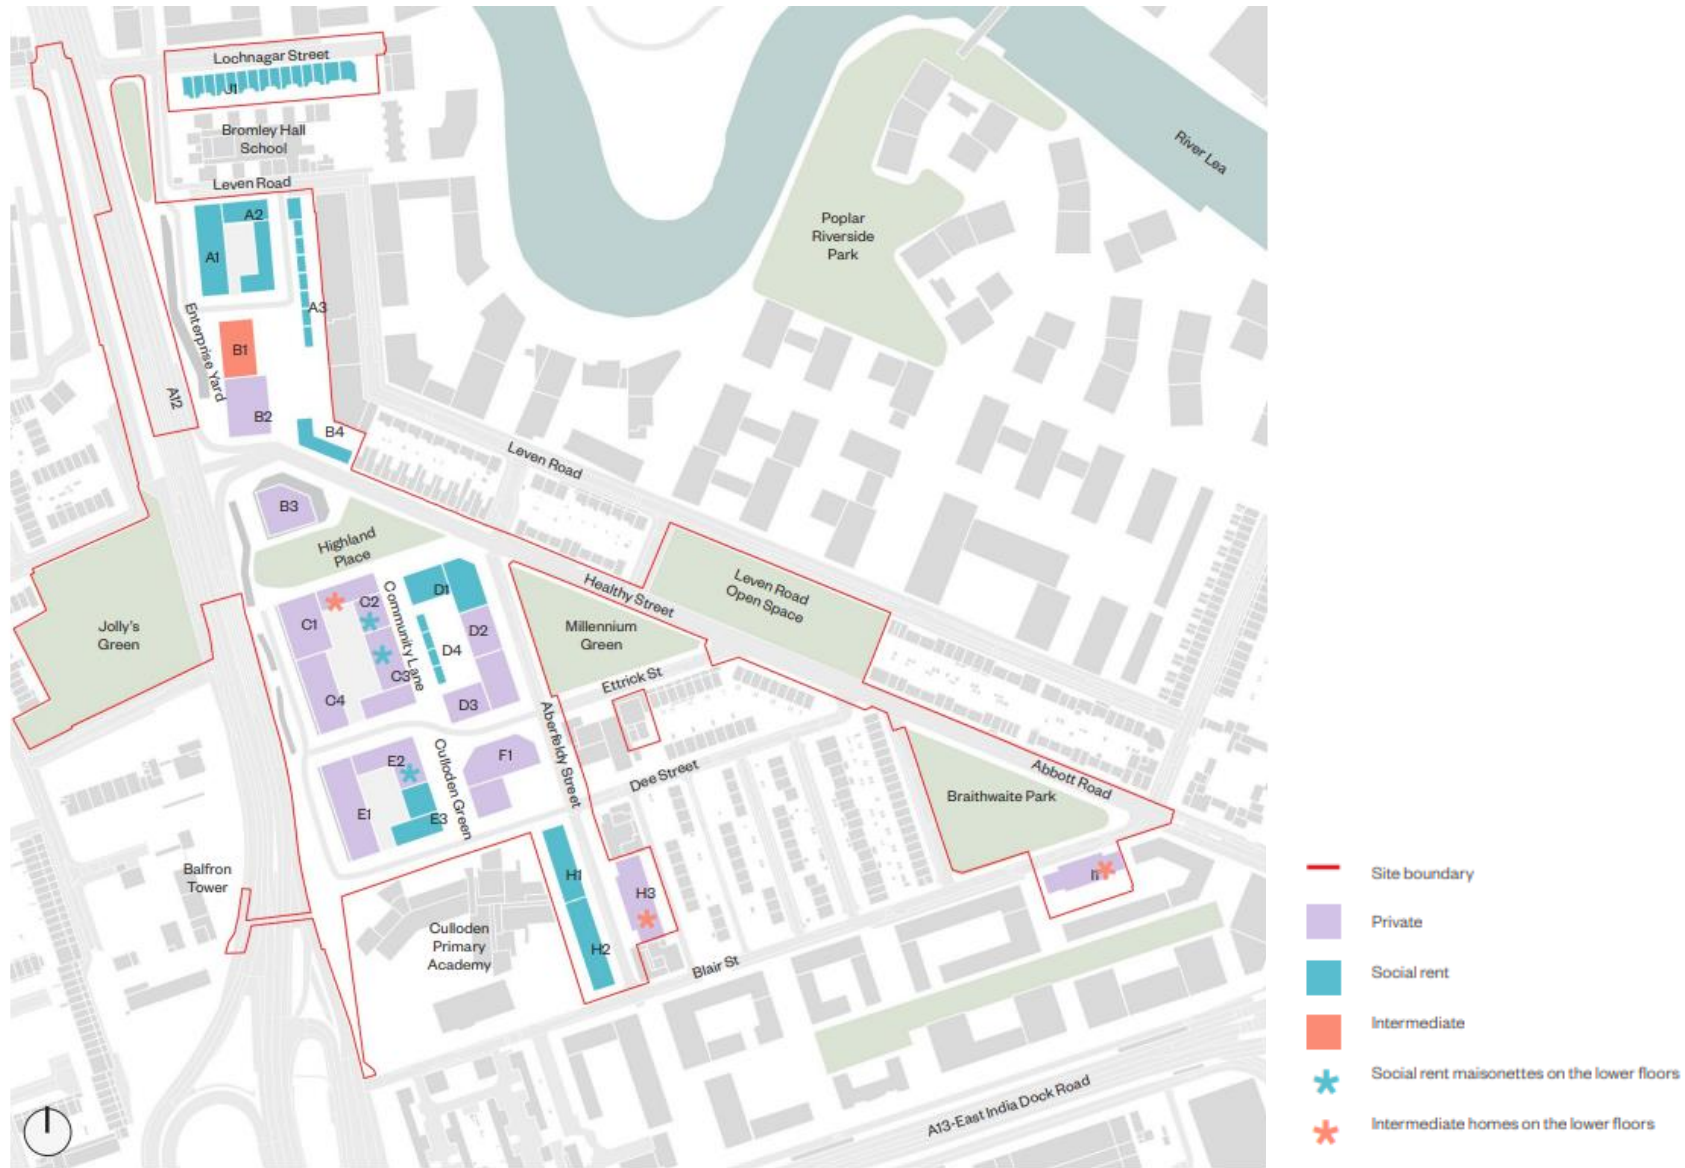 Lochnagar Street
J1
Bromley Hall
School
Leven Road
River Lea
A2
A1
Poplar
Riverside
Park
A3
Enterprise Yard
B1
A12
B2
B4
Leven Road
B3
Highland
Place
Healthy Street
Leven Road
Open Space
Community Lane
D1
C2
C1
Jolly's
Green
Millennium
Green
D2
D4
C3
Ettrick St
C4
D3
Aberfeldy Street
E2
Culloden Green
F1
Dee Street
Abbott Road
Braithwaite Park
E1
E3
Balfron
Tower
H1
H3
I1
Culloden
Primary
Academy
H2
Blair St
A13-East India Dock Road
Site boundary
Private
Social rent
Intermediate
Social rent maisonettes on the lower floors
Intermediate homes on the lower floors